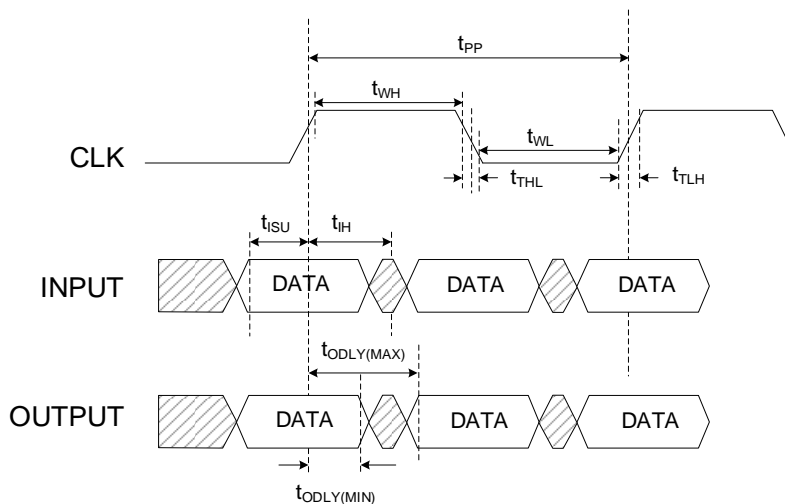 tPP
tWH
tWL
CLK
tTHL
tTLH
tISU
tIH
INPUT
DATA
DATA
DATA
tODLY(MAX)
OUTPUT
DATA
DATA
DATA
tODLY(MIN)